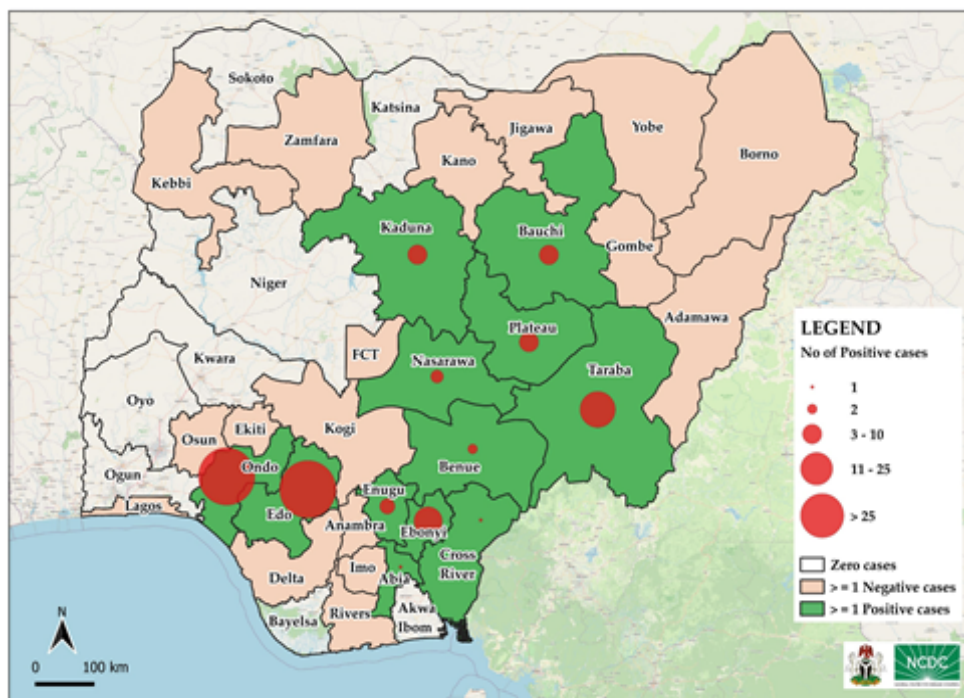 Sokoto
Katsina
Zamfara
Kebbi
Kano
Jigawa
Yobe
Borno
Kaduna
Bauchi
Gombe
Adamawa
Niger
Plateau
FCT
Nasarawa
Taraba
Kwara
Oyo
Osun
Ekiti
Kogi
Benue
Ogun
Ondo
Lagos
Edo
Enugu
Anambra
Ebonyi
Cross
River
Delta
Imo
Abia
Bayelsa
Rivers
Akwa
Ibom
LEGEND
No of Positive cases
1
2
3 - 10
11 - 25
> 25
Zero cases
> = 1 Negative cases
> = 1 Positive cases
N
0 100 km
NCDC